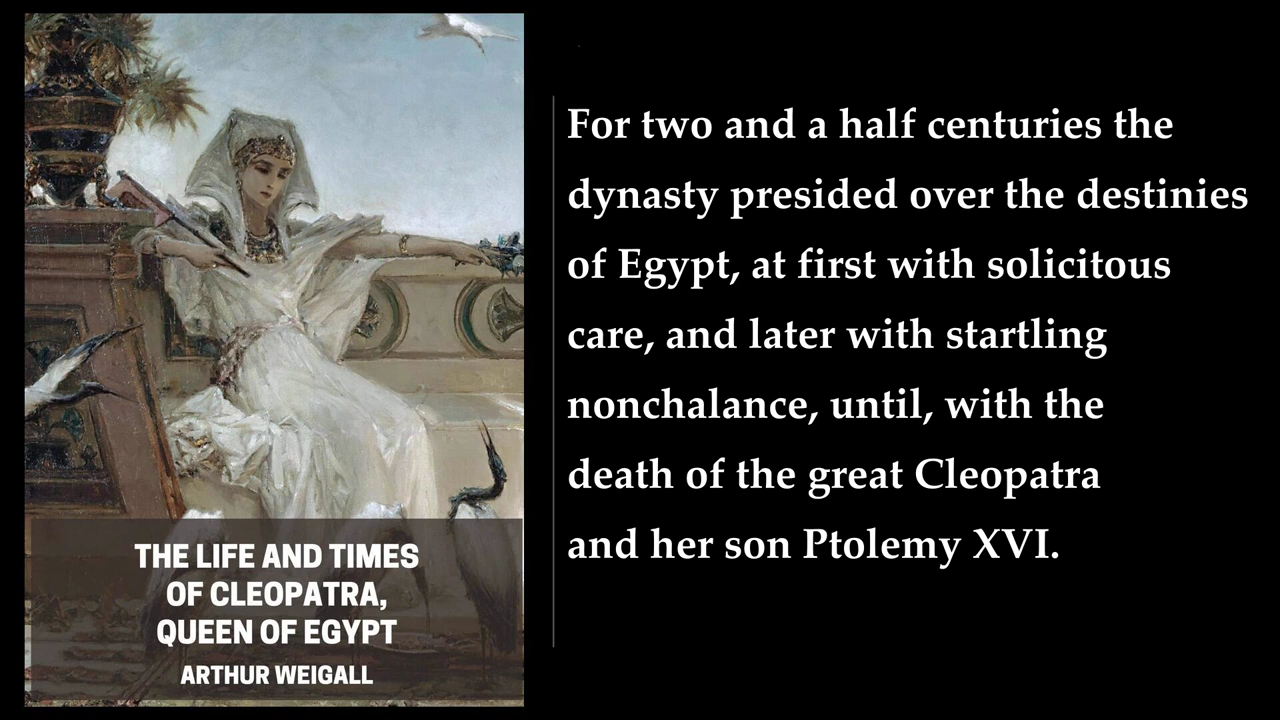 THE LIFE AND TIMES
OF CLEOPATRA,
QUEEN OF EGYPT
ARTHUR WEIGALL
For two and a half centuries the
dynasty presided over the destinies
of Egypt, at first with solicitous
care, and later with startling
nonchalance, until, with the
death of the great Cleopatra
and her son Ptolemy XVI.